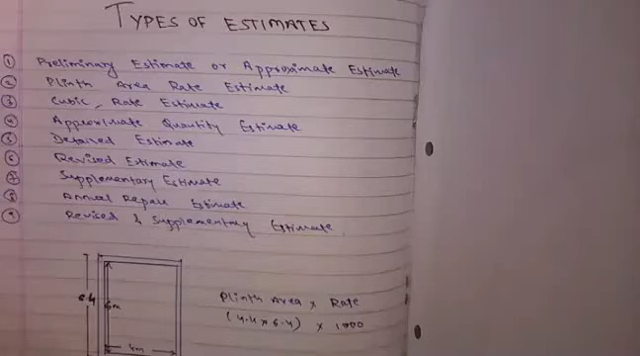 TYPES OF ESTIMATES
① Preliminary Estimate or Approximate Estimate
② Plinth Area Rate Estimate
③ Cubic Rate Estimate
④ Approximate Quantity Estimate
⑤ Detailed Estimate
⑥ Revised Estimate
⑦ Supplementary Estimate
⑧ Annual Repair Estimate
⑨ Revised & Supplementary Estimate
Plinth Area x Rate
6.4
6m
(4.4 x 6.4) x 1000
4m